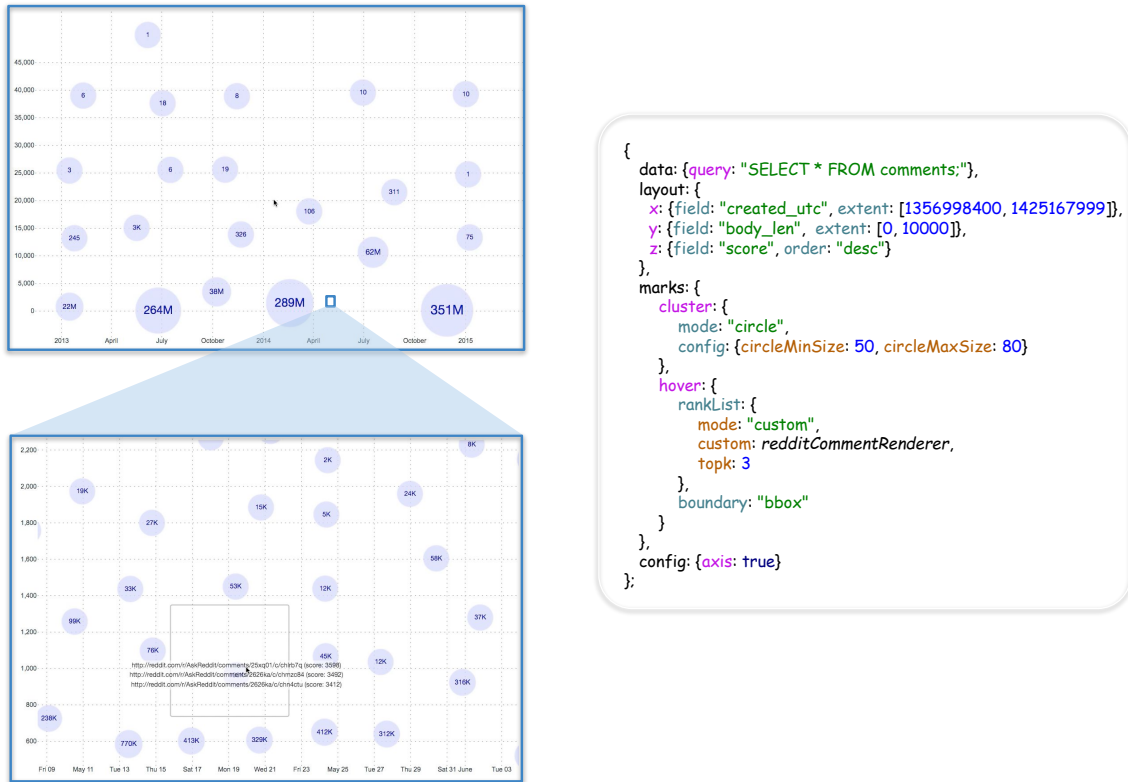 1
45,000
40,000
6
18
8
10
10
35,000
30,000
25,000
3
6
19
1
20,000
311
106
15,000
245
3K
326
75
10,000
62M
5,000
38M
22M
264M
289M
351M
0
2013
April
July
October
2014
April
July
October
2015
2,200
8K
2K
2,000
19K
24K
15K
5K
1,800
27K
1,600
58K
1,400
33K
53K
12K
99K
37K
1,200
76K
45K
12K
http://reddit.com/r/AskReddit/comments/25xq01/c/chlrb7q (score: 3598)
1,000
http://reddit.com/r/AskReddit/comments/2626ka/c/chmzc84 (score: 3492)
http://reddit.com/r/AskReddit/comments/2626ka/c/chn4ctu (score: 3412)
316K
800
238K
600
770K
413K
329K
412K
312K
Fri 09
May 11
Tue 13
Thu 15
Sat 17
Mon 19
Wed 21
Fri 23
May 25
Tue 27
Thu 29
Sat 31
June
Tue 03
{
data: {query: "SELECT * FROM comments;"},
layout: {
x: {field: "created_utc", extent: [1356998400, 1425167999]},
y: {field: "body_len", extent: [0, 10000]},
z: {field: "score", order: "desc"}
},
marks: {
cluster: {
mode: "circle",
config: {circleMinSize: 50, circleMaxSize: 80}
},
hover: {
rankList: {
mode: "custom",
custom: redditCommentRenderer,
topk: 3
},
boundary: "bbox"
}
},
config: {axis: true}
};